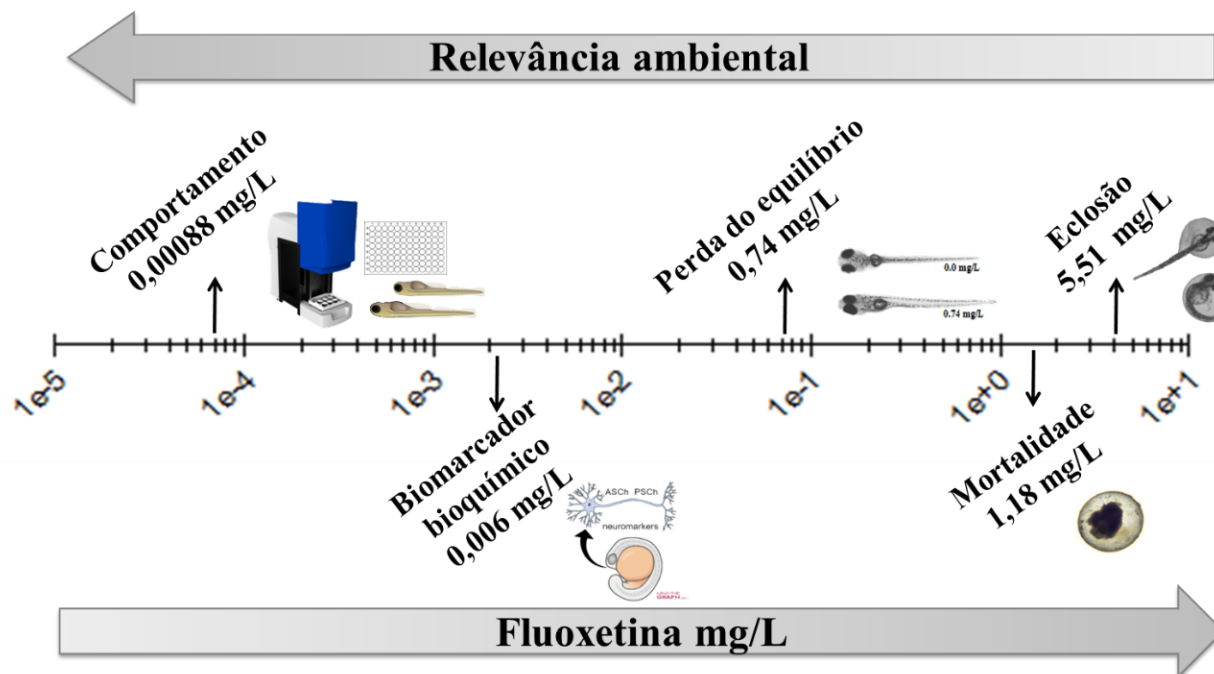 Relevância ambiental
Comportamento
0,00088 mg/L
Perda do equilíbrio
0,74 mg/L
0.0 mg/L
0.74 mg/L
Eclosão
5,51 mg/L
1e-5
1e-4
1e-3
1e-2
1e-1
1e+0
1e+1
Biomarcador
bioquímico
0,006 mg/L
ASCh PSCh
neuromarkers
Mortalidade
1,18 mg/L
Fluoxetina mg/L